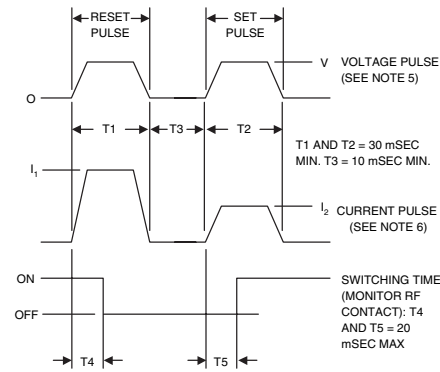 RESET
PULSE
SET
PULSE
V
VOLTAGE PULSE
(SEE NOTE 5)
O
T1
T3
T2
T1 AND T2 = 30 mSEC
MIN. T3 = 10 mSEC MIN.
I₁
I₂
CURRENT PULSE
(SEE NOTE 6)
ON
OFF
SWITCHING TIME
(MONITOR RF
CONTACT): T4
AND T5 = 20
mSEC MAX
T4
T5